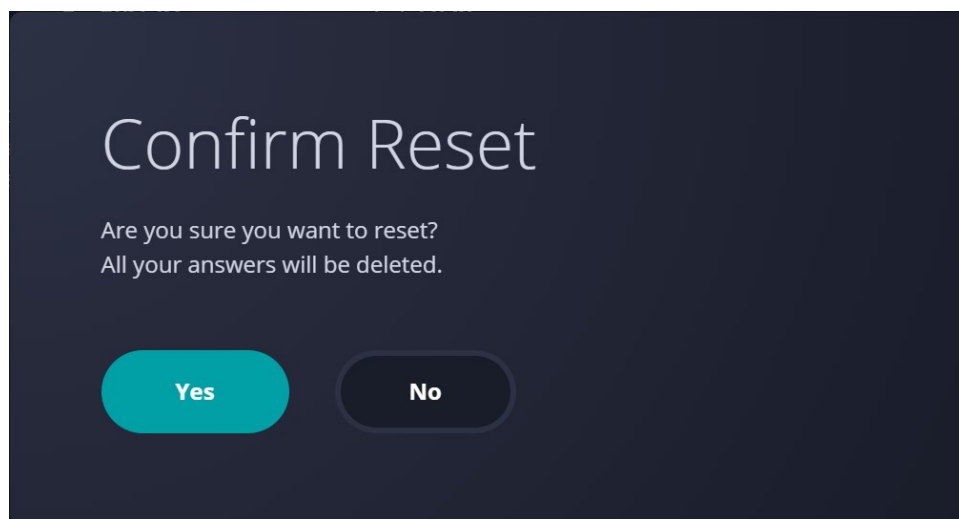 Confirm Reset
Are you sure you want to reset?
All your answers will be deleted.
Yes No